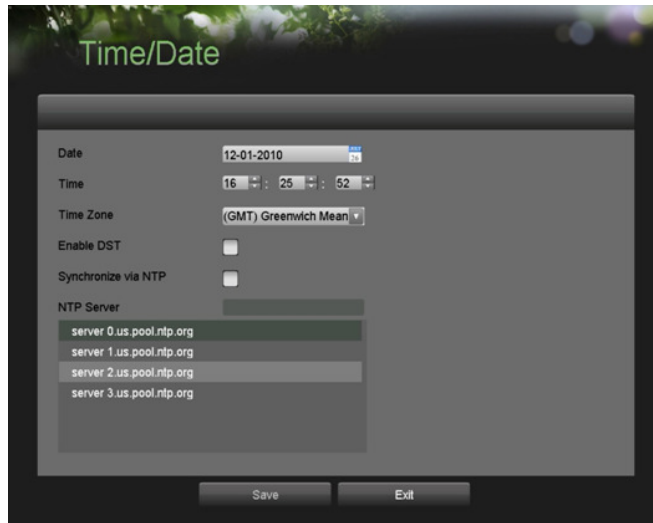 Time/Date
Date 12-01-2010
Time 16 : 25 : 52
Time Zone (GMT) Greenwich Mean
Enable DST
Synchronize via NTP
NTP Server
server 0.us.pool.ntp.org
server 1.us.pool.ntp.org
server 2.us.pool.ntp.org
server 3.us.pool.ntp.org
Save Exit